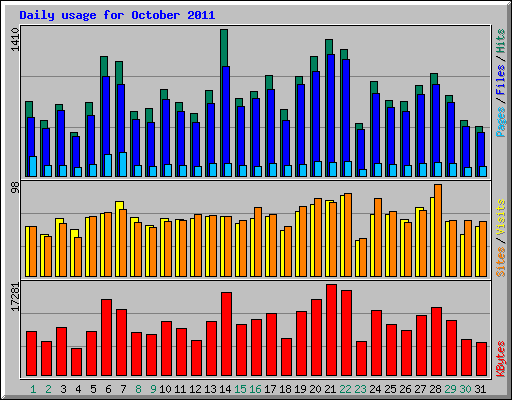 Daily usage for October 2011
1410
Pages/Files/Hits
98
Sites/Visits
17281
KBytes
1 2 3 4 5 6 7 8 9 10 11 12 13 14 15 16 17 18 19 20 21 22 23 24 25 26 27 28 29 30 31